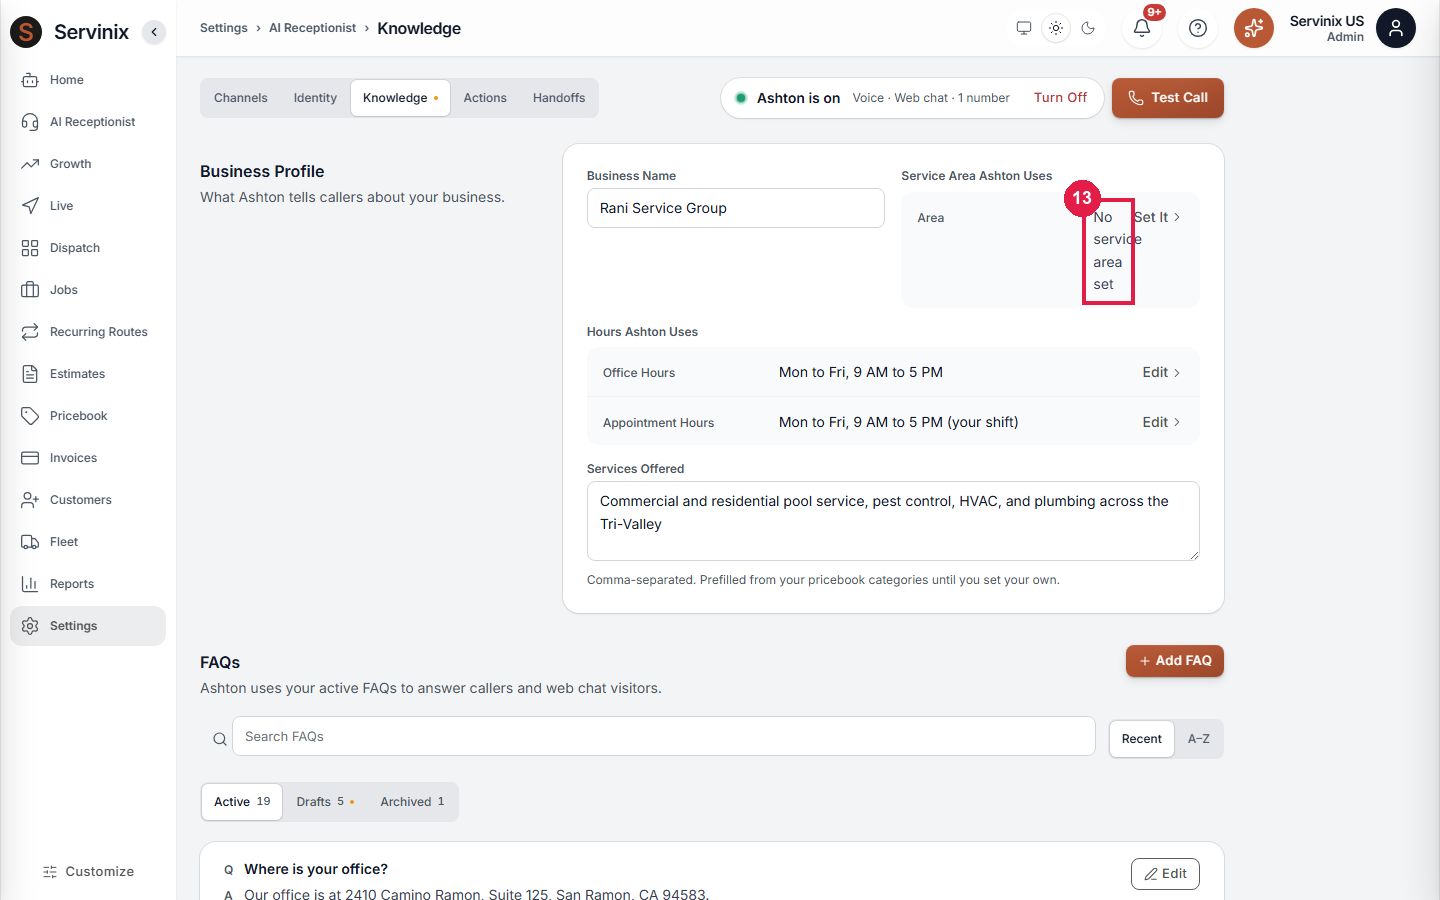 Servinix
Settings › AI Receptionist › Knowledge
9+
Servinix US
Admin
Home
AI Receptionist
Growth
Live
Dispatch
Jobs
Recurring Routes
Estimates
Pricebook
Invoices
Customers
Fleet
Reports
Settings
Customize
Channels
Identity
Knowledge
Actions
Handoffs
Ashton is on
Voice · Web chat · 1 number
Turn Off
Test Call
Business Profile
What Ashton tells callers about your business.
Business Name
Rani Service Group
Service Area Ashton Uses
13
Area
No
service
area
set
Set It
Hours Ashton Uses
Office Hours
Mon to Fri, 9 AM to 5 PM
Edit
Appointment Hours
Mon to Fri, 9 AM to 5 PM (your shift)
Edit
Services Offered
Commercial and residential pool service, pest control, HVAC, and plumbing across the
Tri-Valley
Comma-separated. Prefilled from your pricebook categories until you set your own.
FAQs
Ashton uses your active FAQs to answer callers and web chat visitors.
+ Add FAQ
Search FAQs
Recent
A–Z
Active 19
Drafts 5
Archived 1
Q Where is your office?
Edit
A Our office is at 2410 Camino Ramon, Suite 125, San Ramon, CA 94583.